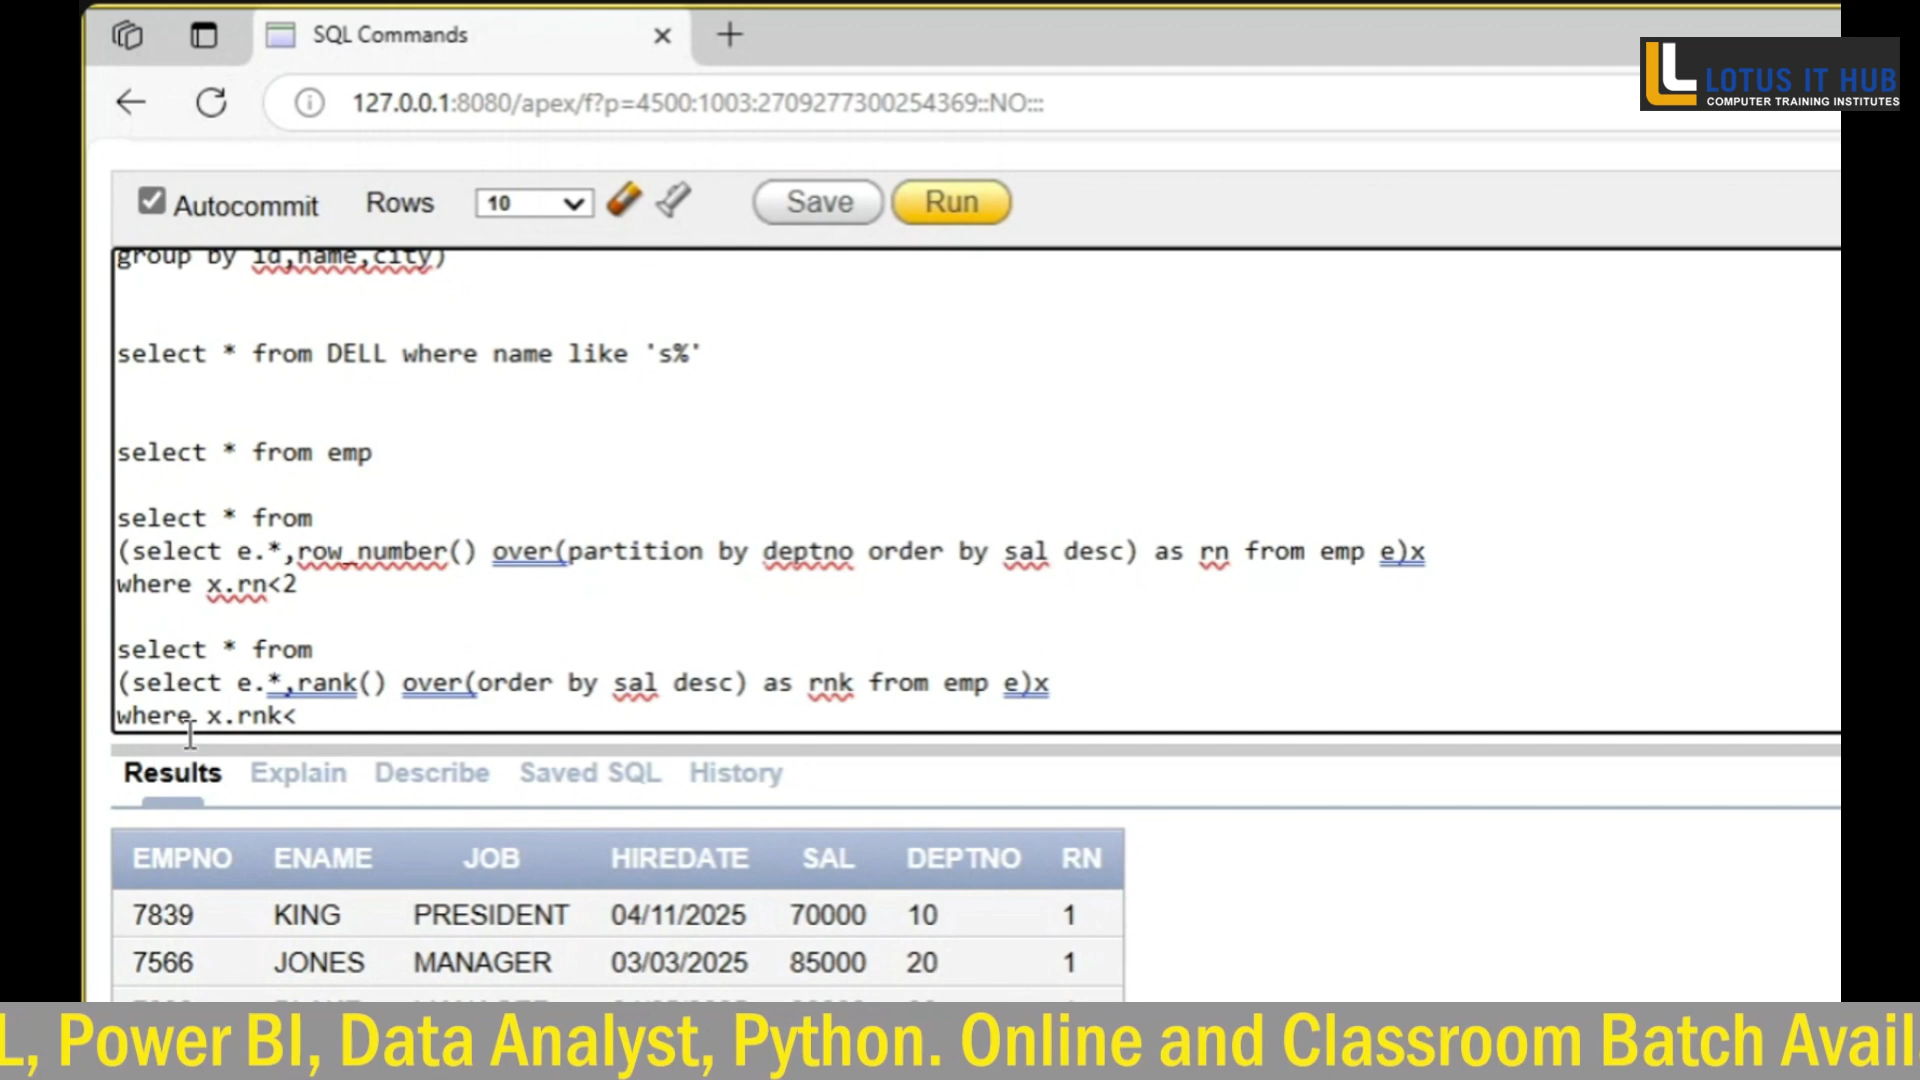 SQL Commands
LOTUS IT HUB
COMPUTER TRAINING INSTITUTES
127.0.0.1:8080/apex/f?p=4500:1003:2709277300254369::NO:::
Autocommit Rows 10 Save Run
group by id,name,city)
select * from DELL where name like 's%'
select * from emp
select * from
(select e.*,row_number() over(partition by deptno order by sal desc) as rn from emp e)x
where x.rn<2
select * from
(select e.*,rank() over(order by sal desc) as rnk from emp e)x
where x.rnk<
Results Explain Describe Saved SQL History
EMPNO ENAME JOB HIREDATE SAL DEPTNO RN
7839 KING PRESIDENT 04/11/2025 70000 10 1
7566 JONES MANAGER 03/03/2025 85000 20 1
L, Power BI, Data Analyst, Python. Online and Classroom Batch Avail